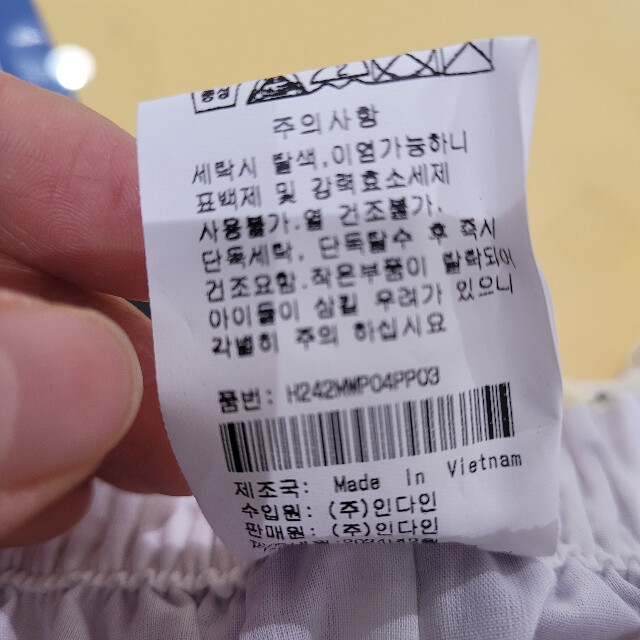 중성
주의사항
세탁시 탈색,이염가능하니
표백제 및 강력효소세제
사용불가.열 건조불가.
단독세탁, 단독탈수 후 즉시
건조요함.작은부품이 탈락되어
아이들이 삼킬 우려가 있으니
각별히 주의 하십시요
품번: H242MWP04PP03
제조국: Made In Vietnam
수입원: (주)인다인
판매원: (주)인다인